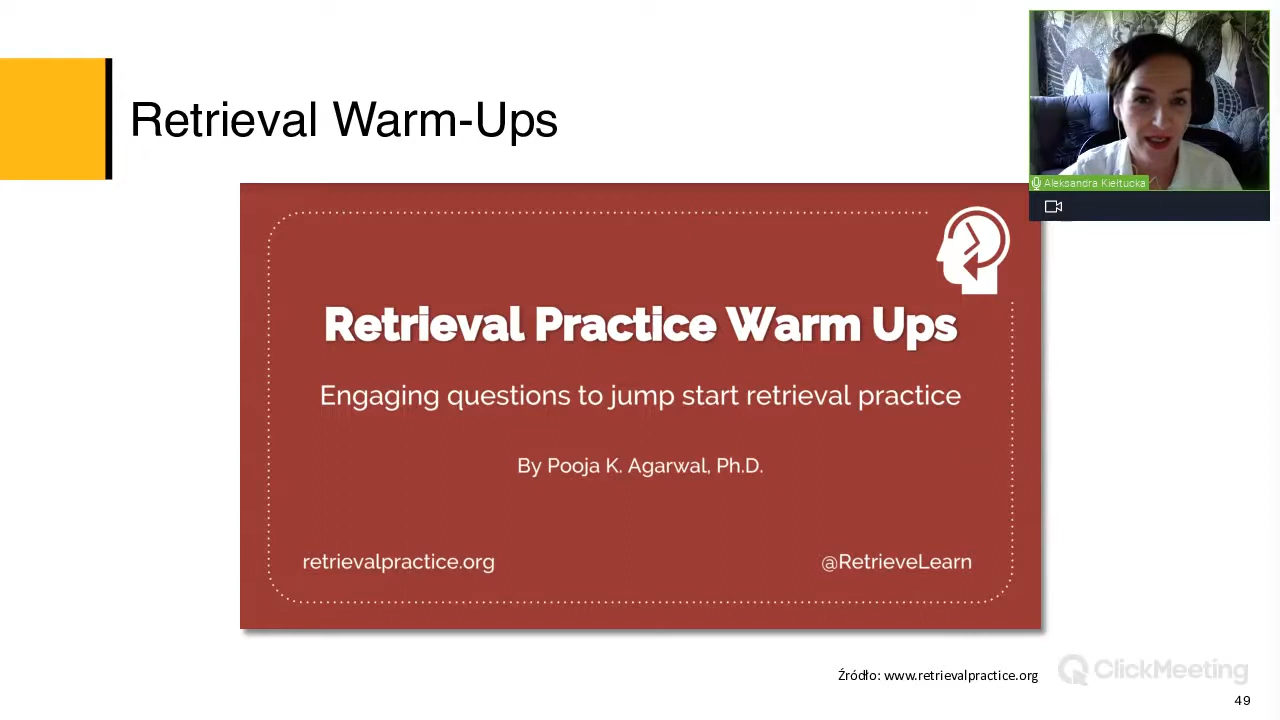 Retrieval Warm-Ups
Aleksandra Kiełtucka
Retrieval Practice Warm Ups
Engaging questions to jump start retrieval practice
By Pooja K. Agarwal, Ph.D.
retrievalpractice.org
@RetrieveLearn
Źródło: www.retrievalpractice.org
ClickMeeting
49